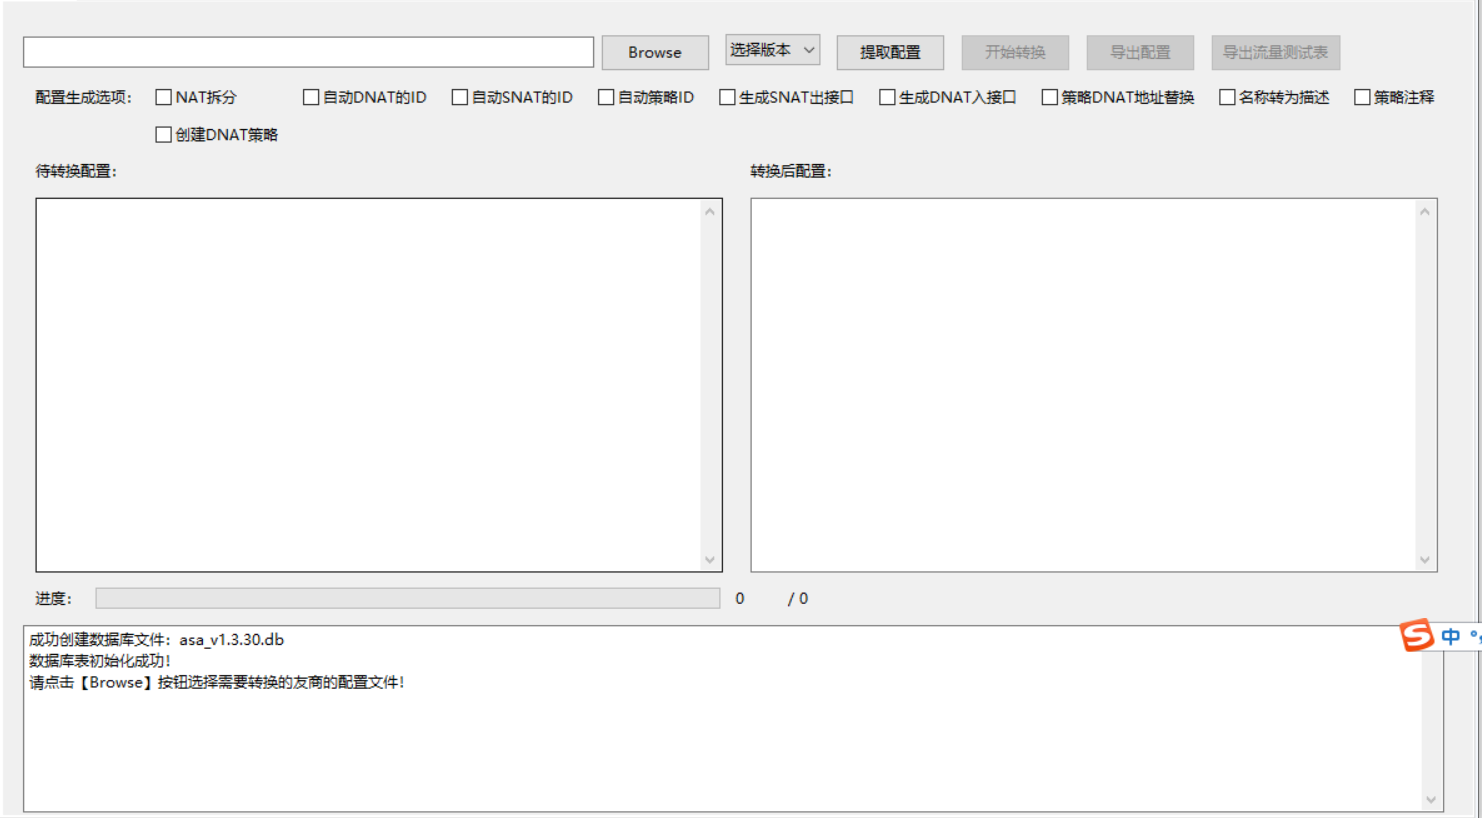 Browse 选择版本 提取配置 开始转换 导出配置 导出流量测试表
配置生成选项： NAT拆分 自动DNAT的ID 自动SNAT的ID 自动策略ID 生成SNAT出接口 生成DNAT入接口 策略DNAT地址替换 名称转为描述 策略注释
创建DNAT策略
待转换配置： 转换后配置：
进度： 0 / 0
成功创建数据库文件：asa_v1.3.30.db
数据库表初始化成功！
请点击【Browse】按钮选择需要转换的友商的配置文件！
S 中